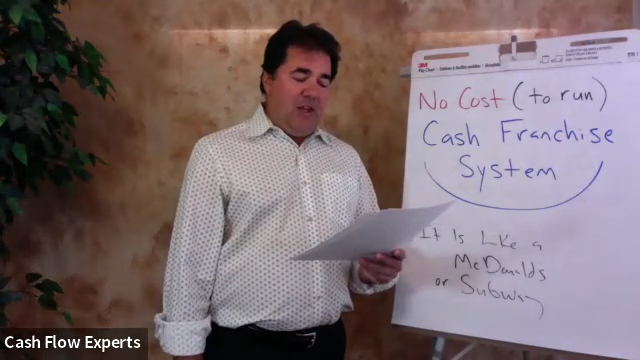 3M
No Cost (to run)
Cash Franchise
System
It Is Like a
McDonalds
or Subway
Cash Flow Experts